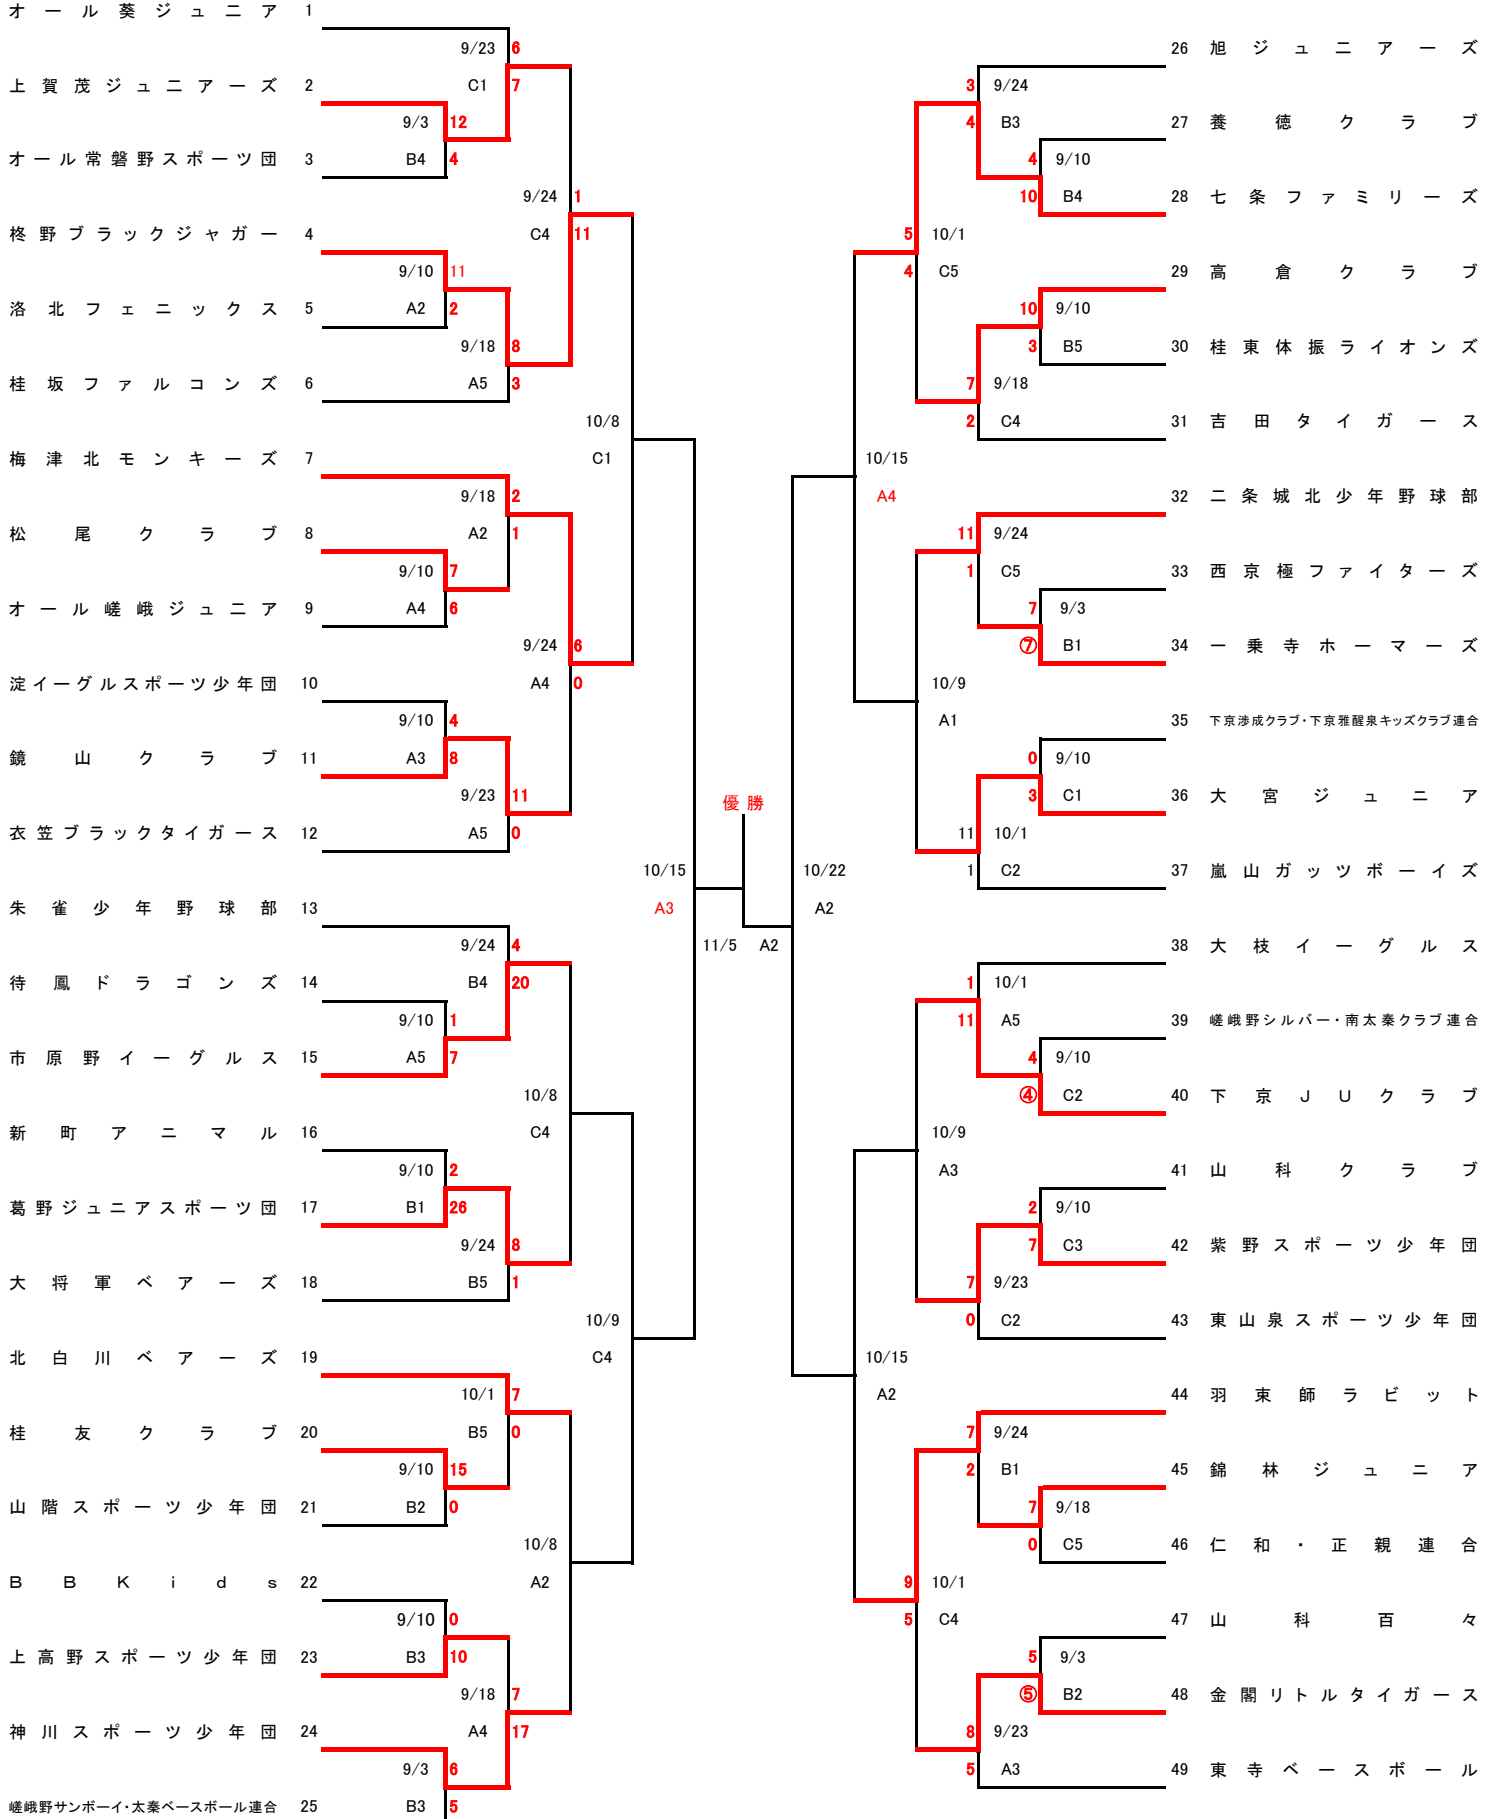 オール葵ジュニア 1
9/23 6
上賀茂ジュニアーズ 2 C1 7
9/3 12
オール常磐野スポーツ団 3 B4 4
9/24 1
柊野ブラックジャガー 4 C4 11
9/10 11
洛北フェニックス 5 A2 2
9/18 8
桂坂ファルコンズ 6 A5 3
10/8
梅津北モンキーズ 7 C1
9/18 2
松尾クラブ 8 A2 1
9/10 7
オール嵯峨ジュニア 9 A4 6
9/24 6
淀イーグルスポーツ少年団 10 A4 0
9/10 4
鏡山クラブ 11 A3 8
9/23 11
衣笠ブラックタイガース 12 A5 0
10/15
朱雀少年野球部 13 A3
9/24 4
待鳳ドラゴンズ 14 B4 20
9/10 1
市原野イーグルス 15 A5 7
10/8
新町アニマル 16 C4
9/10 2
葛野ジュニアスポーツ団 17 B1 26
9/24 8
大将軍ベアーズ 18 B5 1
10/9
北白川ベアーズ 19 C4
10/1 7
桂友クラブ 20 B5 0
9/10 15
山階スポーツ少年団 21 B2 0
10/8
BBKids 22 A2
9/10 0
上高野スポーツ少年団 23 B3 10
9/18 7
神川スポーツ少年団 24 A4 17
9/3 6
嵯峨野サンボーイ・太秦ベースボール連合 25 B3 5
優勝
11/5 A2
10/22
A2
26 旭ジュニアーズ
3 9/24
4 B3 27 養徳クラブ
4 9/10
10 B4 28 七条ファミリーズ
5 10/1
4 C5 29 高倉クラブ
10 9/10
3 B5 30 桂東体振ライオンズ
7 9/18
2 C4 31 吉田タイガース
10/15
A4 32 二条城北少年野球部
11 9/24
1 C5 33 西京極ファイターズ
7 9/3
⑦ B1 34 一乗寺ホーマーズ
10/9
A1 35 下京渉成クラブ・下京雅醒泉キッズクラブ連合
0 9/10
3 C1 36 大宮ジュニア
11 10/1
1 C2 37 嵐山ガッツボーイズ
38 大枝イーグルス
1 10/1
11 A5 39 嵯峨野シルバー・南太秦クラブ連合
4 9/10
④ C2 40 下京JUクラブ
10/9
A3 41 山科クラブ
2 9/10
7 C3 42 紫野スポーツ少年団
7 9/23
0 C2 43 東山泉スポーツ少年団
10/15
A2 44 羽束師ラビット
7 9/24
2 B1 45 錦林ジュニア
7 9/18
0 C5 46 仁和・正親連合
9 10/1
5 C4 47 山科百々
5 9/3
⑤ B2 48 金閣リトルタイガース
8 9/23
5 A3 49 東寺ベースボール